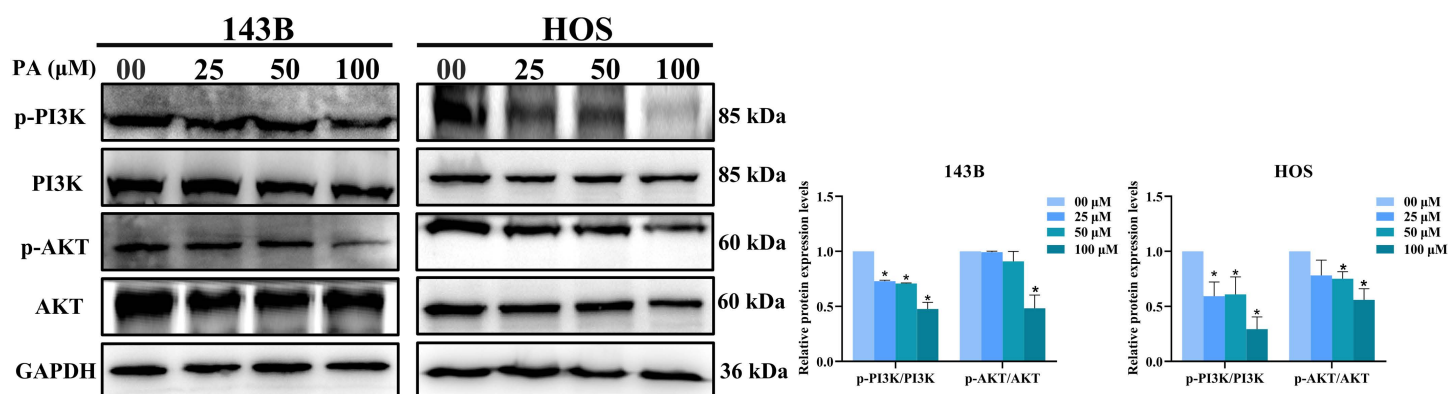 143B HOS
PA (μM) 00 25 50 100 00 25 50 100
p-PI3K 85 kDa
PI3K 85 kDa
p-AKT 60 kDa
AKT 60 kDa
GAPDH 36 kDa
143B
Relative protein expression levels
1.5
1.0
0.5
0.0
00 μM
25 μM
50 μM
100 μM
* * * *
p-PI3K/PI3K p-AKT/AKT
HOS
Relative protein expression levels
1.5
1.0
0.5
0.0
00 μM
25 μM
50 μM
100 μM
* * * * *
p-PI3K/PI3K p-AKT/AKT